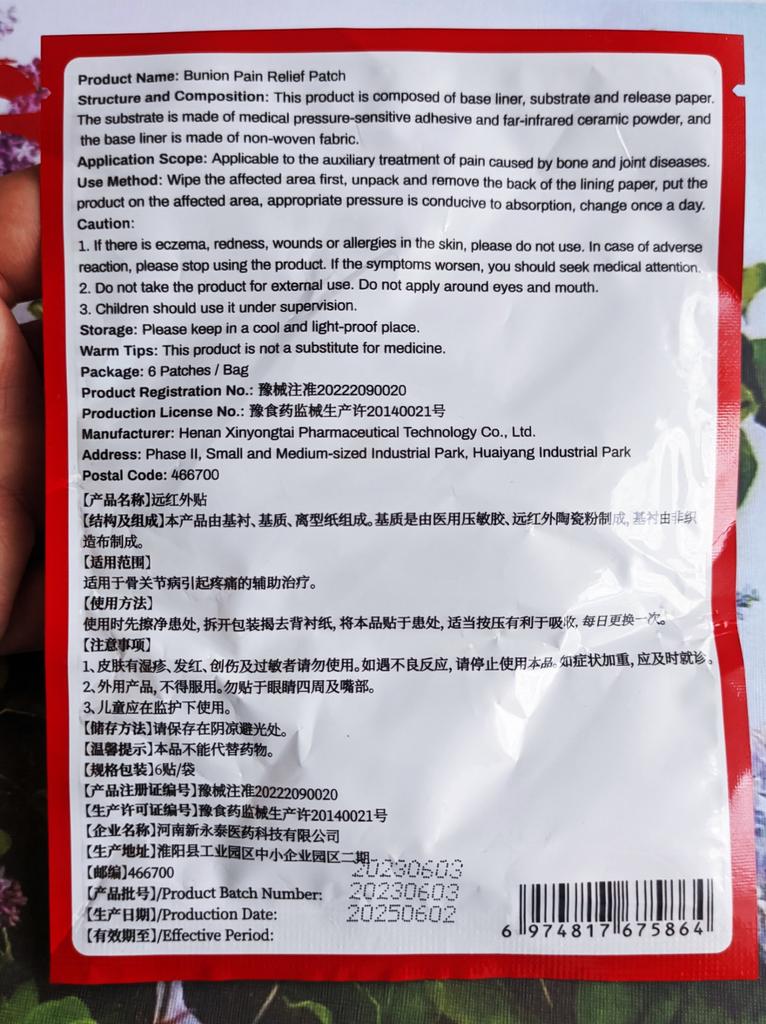 Product Name: Bunion Pain Relief Patch
Structure and Composition: This product is composed of base liner, substrate and release paper.
The substrate is made of medical pressure-sensitive adhesive and far-infrared ceramic powder, and
the base liner is made of non-woven fabric.
Application Scope: Applicable to the auxiliary treatment of pain caused by bone and joint diseases.
Use Method: Wipe the affected area first, unpack and remove the back of the lining paper, put the
product on the affected area, appropriate pressure is conducive to absorption, change once a day.
Caution:
1. If there is eczema, redness, wounds or allergies in the skin, please do not use. In case of adverse
reaction, please stop using the product. If the symptoms worsen, you should seek medical attention.
2. Do not take the product for external use. Do not apply around eyes and mouth.
3. Children should use it under supervision.
Storage: Please keep in a cool and light-proof place.
Warm Tips: This product is not a substitute for medicine.
Package: 6 Patches / Bag
Product Registration No.: 豫械注准20222090020
Production License No.: 豫食药监械生产许20140021号
Manufacturer: Henan Xinyongtai Pharmaceutical Technology Co., Ltd.
Address: Phase II, Small and Medium-sized Industrial Park, Huaiyang Industrial Park
Postal Code: 466700
【产品名称】远红外贴
【结构及组成】本产品由基衬、基质、离型纸组成。基质是由医用压敏胶、远红外陶瓷粉制成, 基衬由非织
造布制成。
【适用范围】
适用于骨关节病引起疼痛的辅助治疗。
【使用方法】
使用时先擦净患处, 拆开包装揭去背衬纸, 将本品贴于患处, 适当按压有利于吸收, 每日更换一次。
【注意事项】
1、皮肤有湿疹、发红、创伤及过敏者请勿使用。如遇不良反应, 请停止使用本品。如症状加重, 应及时就诊。
2、外用产品, 不得服用。勿贴于眼睛四周及嘴部。
3、儿童应在监护下使用。
【储存方法】请保存在阴凉避光处。
【温馨提示】本品不能代替药物。
【规格包装】6贴/袋
【产品注册证编号】豫械注准20222090020
【生产许可证编号】豫食药监械生产许20140021号
【企业名称】河南新永泰医药科技有限公司
【生产地址】淮阳县工业园区中小企业园区二期
【邮编】466700
【产品批号】/Product Batch Number: 20230603
【生产日期】/Production Date: 20230603
【有效期至】/Effective Period: 20250602
6 974817 675864